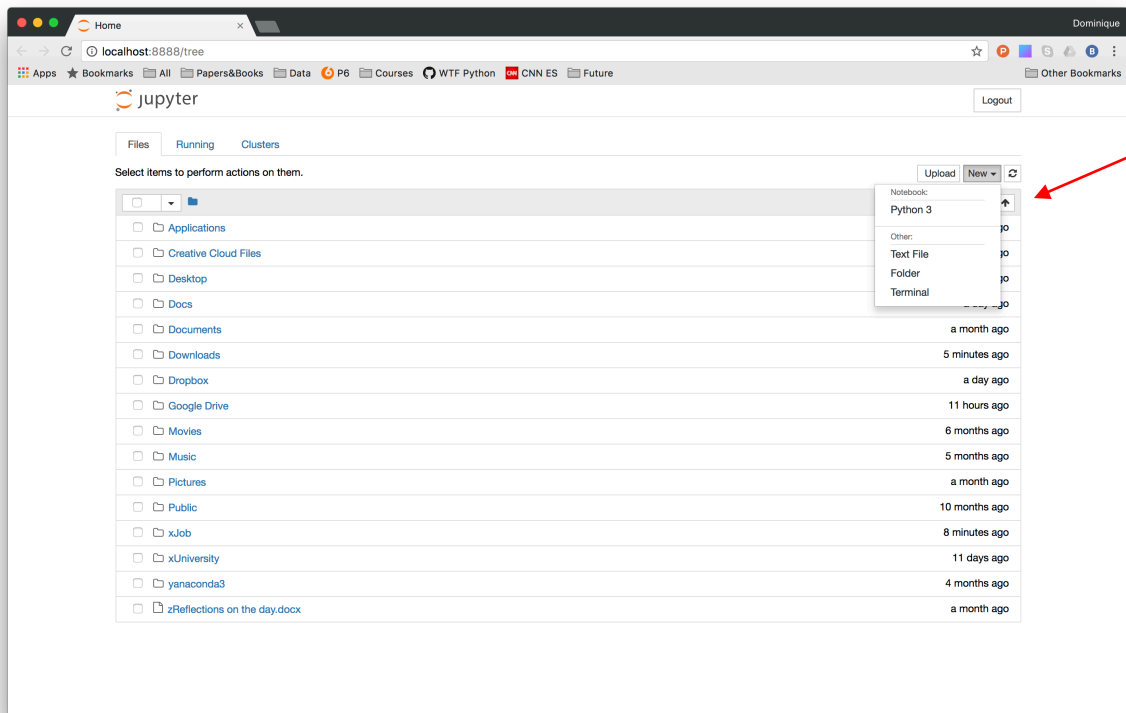 Home
Dominique
localhost:8888/tree
Apps Bookmarks All Papers&Books Data P6 Courses WTF Python CNN ES Future Other Bookmarks
jupyter
Logout
Files Running Clusters
Select items to perform actions on them.
Upload New
Notebook:
Python 3
Other:
Text File
Folder
Terminal
Applications go
Creative Cloud Files go
Desktop go
Docs
Documents a month ago
Downloads 5 minutes ago
Dropbox a day ago
Google Drive 11 hours ago
Movies 6 months ago
Music 5 months ago
Pictures a month ago
Public 10 months ago
xJob 8 minutes ago
xUniversity 11 days ago
yanaconda3 4 months ago
zReflections on the day.docx a month ago